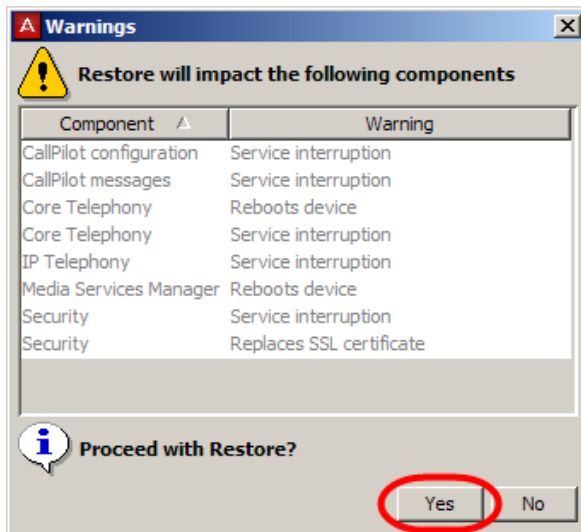 A Warnings
Restore will impact the following components
Component Warning
CallPilot configuration Service interruption
CallPilot messages Service interruption
Core Telephony Reboots device
Core Telephony Service interruption
IP Telephony Service interruption
Media Services Manager Reboots device
Security Service interruption
Security Replaces SSL certificate
Proceed with Restore?
Yes No